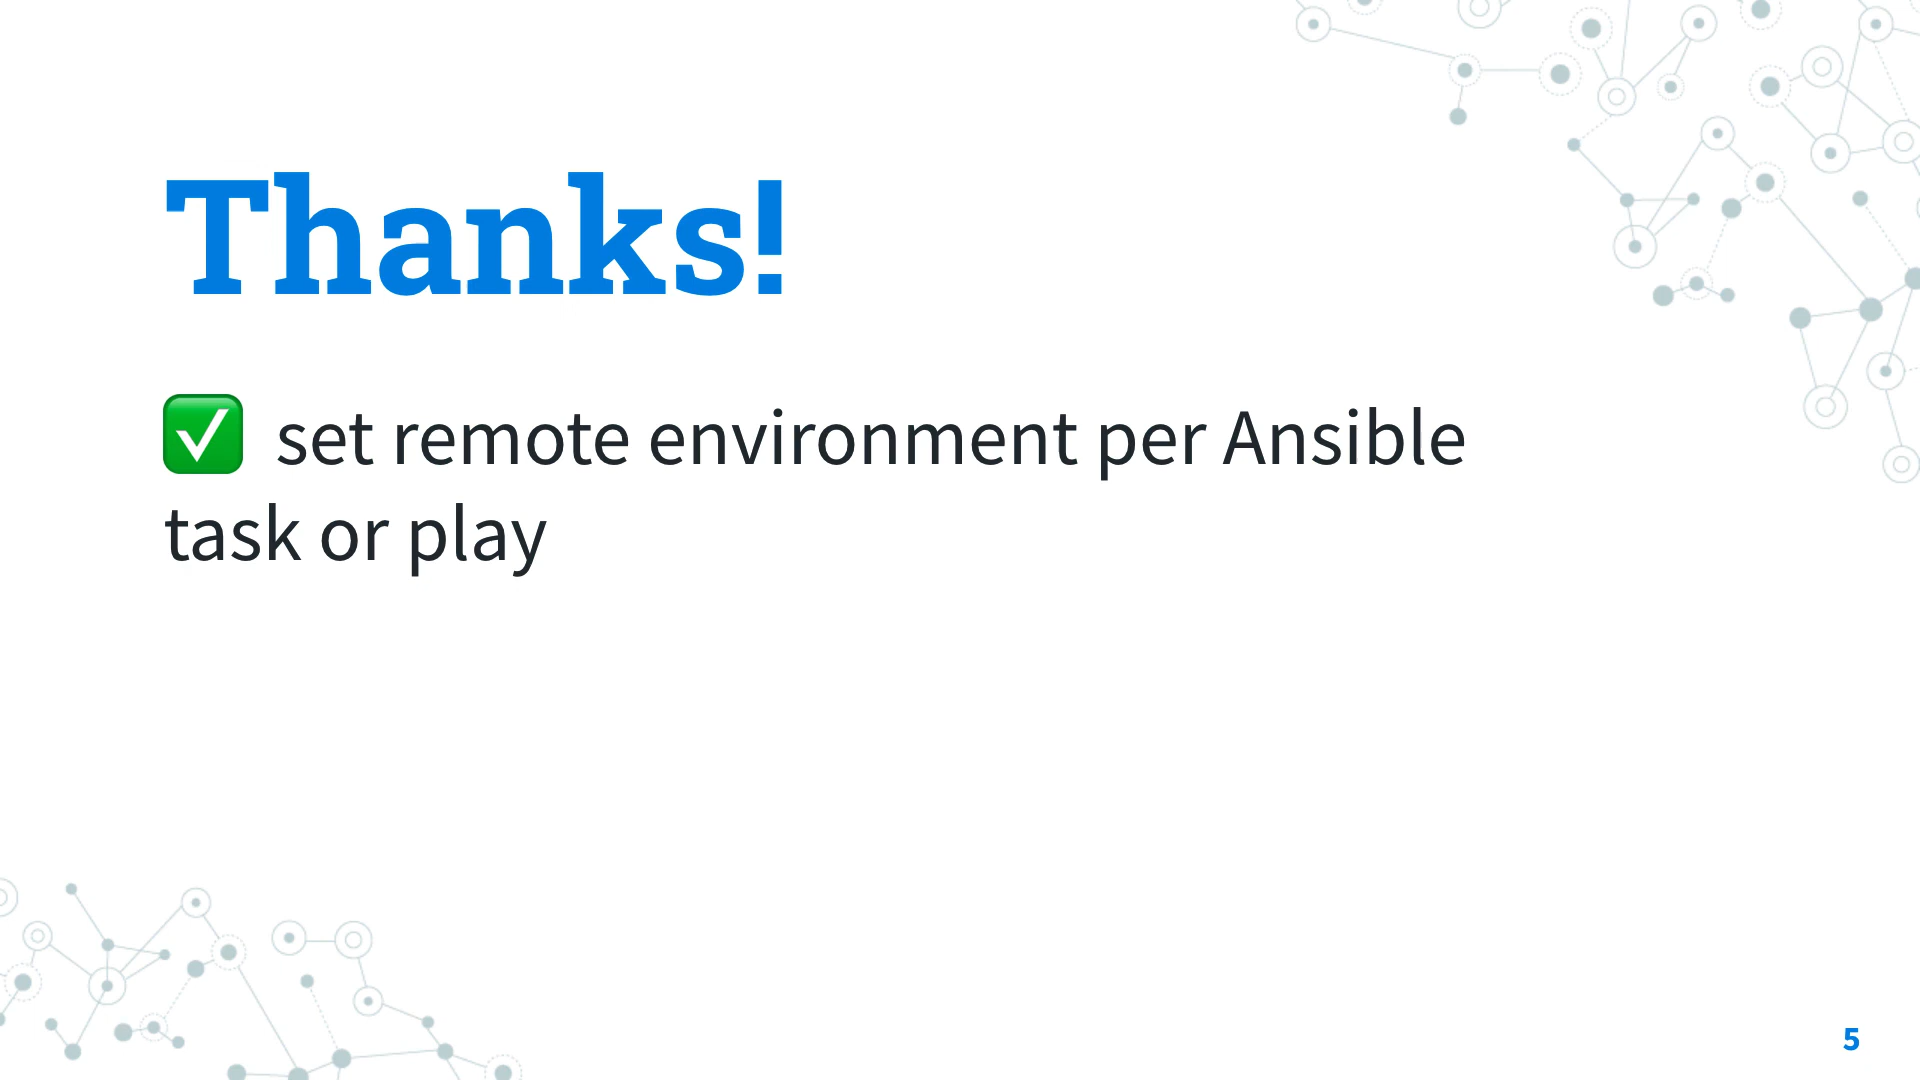 Thanks!
✅ set remote environment per Ansible
task or play
5